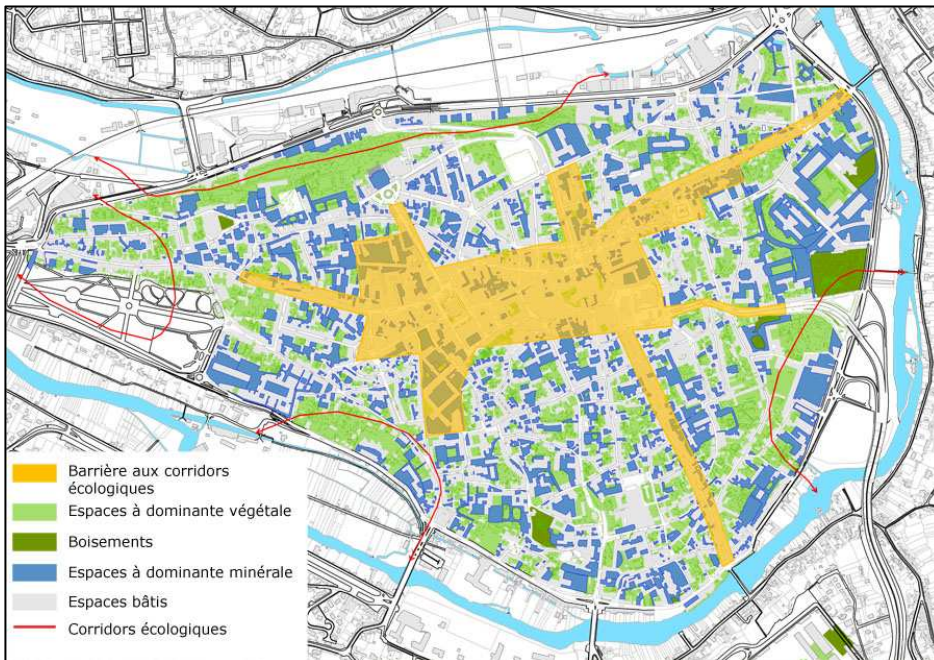 Barrière aux corridors
écologiques
Espaces à dominante végétale
Boisements
Espaces à dominante minérale
Espaces bâtis
Corridors écologiques